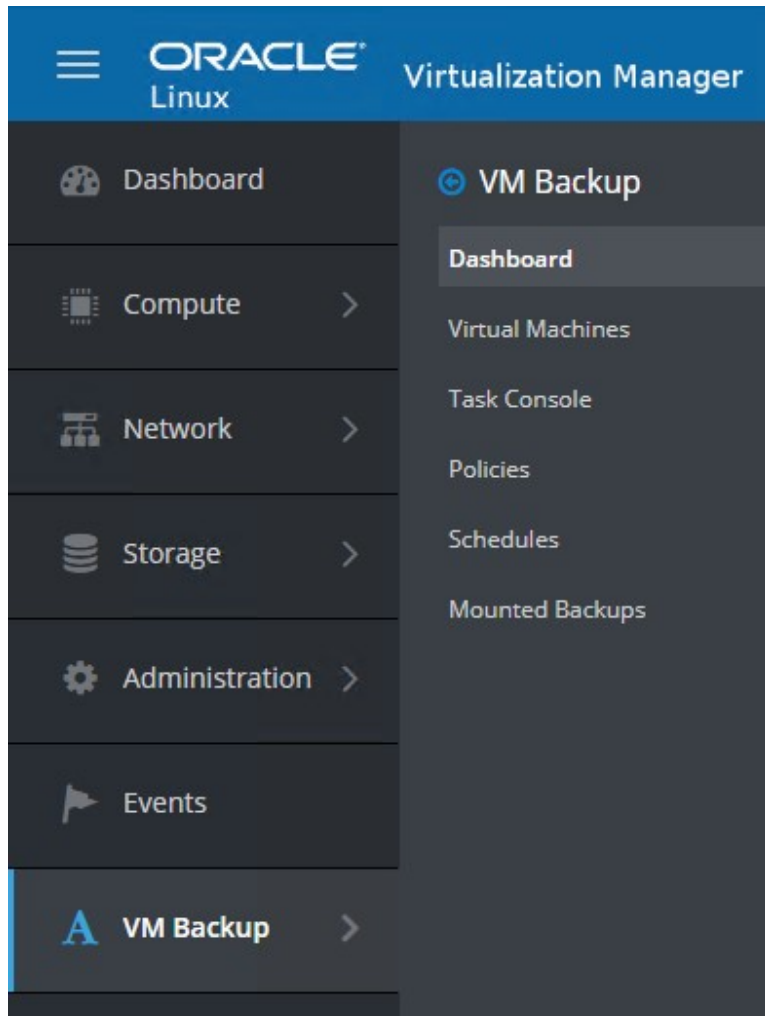 ORACLE
Linux
Virtualization Manager
Dashboard
Compute
Network
Storage
Administration
Events
A VM Backup
VM Backup
Dashboard
Virtual Machines
Task Console
Policies
Schedules
Mounted Backups